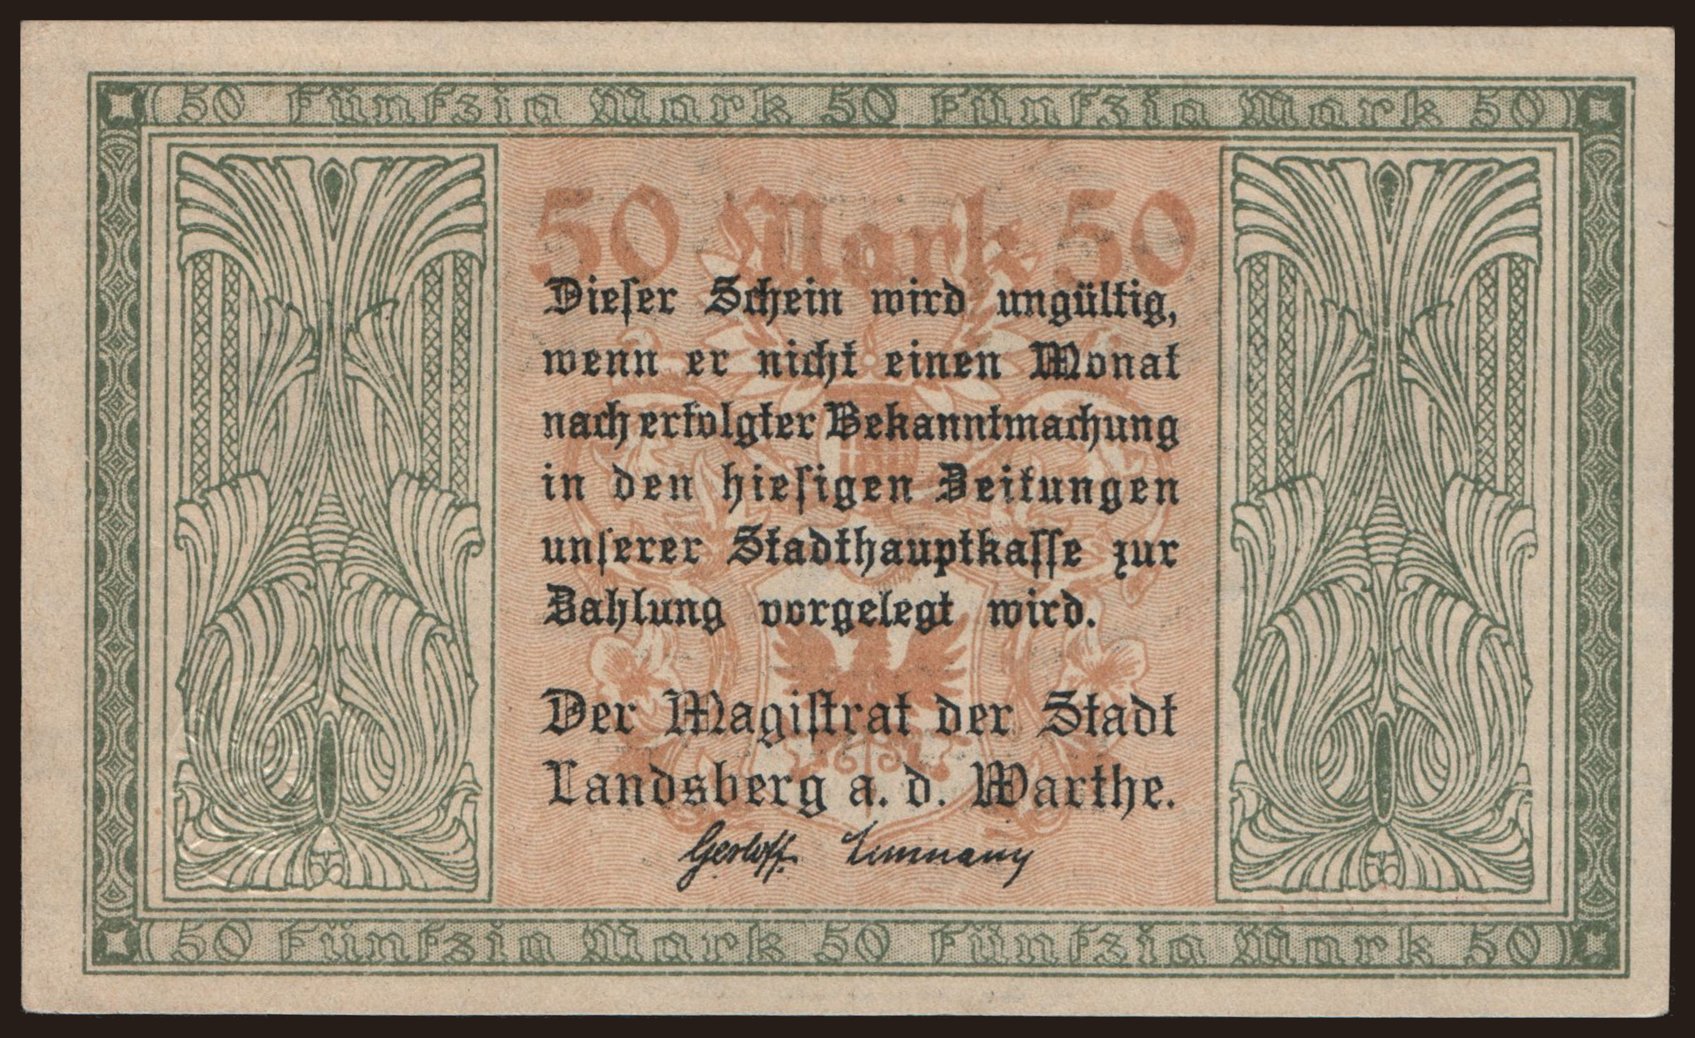 50 Fünfzig Mark 50 Fünfzig Mark 50
50 Mark 50
Dieſer Schein wird ungültig,
wenn er nicht einen Monat
nach erfolgter Bekanntmachung
in den hieſigen Zeitungen
unſerer Stadthauptkaſſe zur
Zahlung vorgelegt wird.
Der Magiſtrat der Stadt
Landsberg a. d. Warthe.
Gerloff.
50 Fünfzig Mark 50 Fünfzig Mark 50